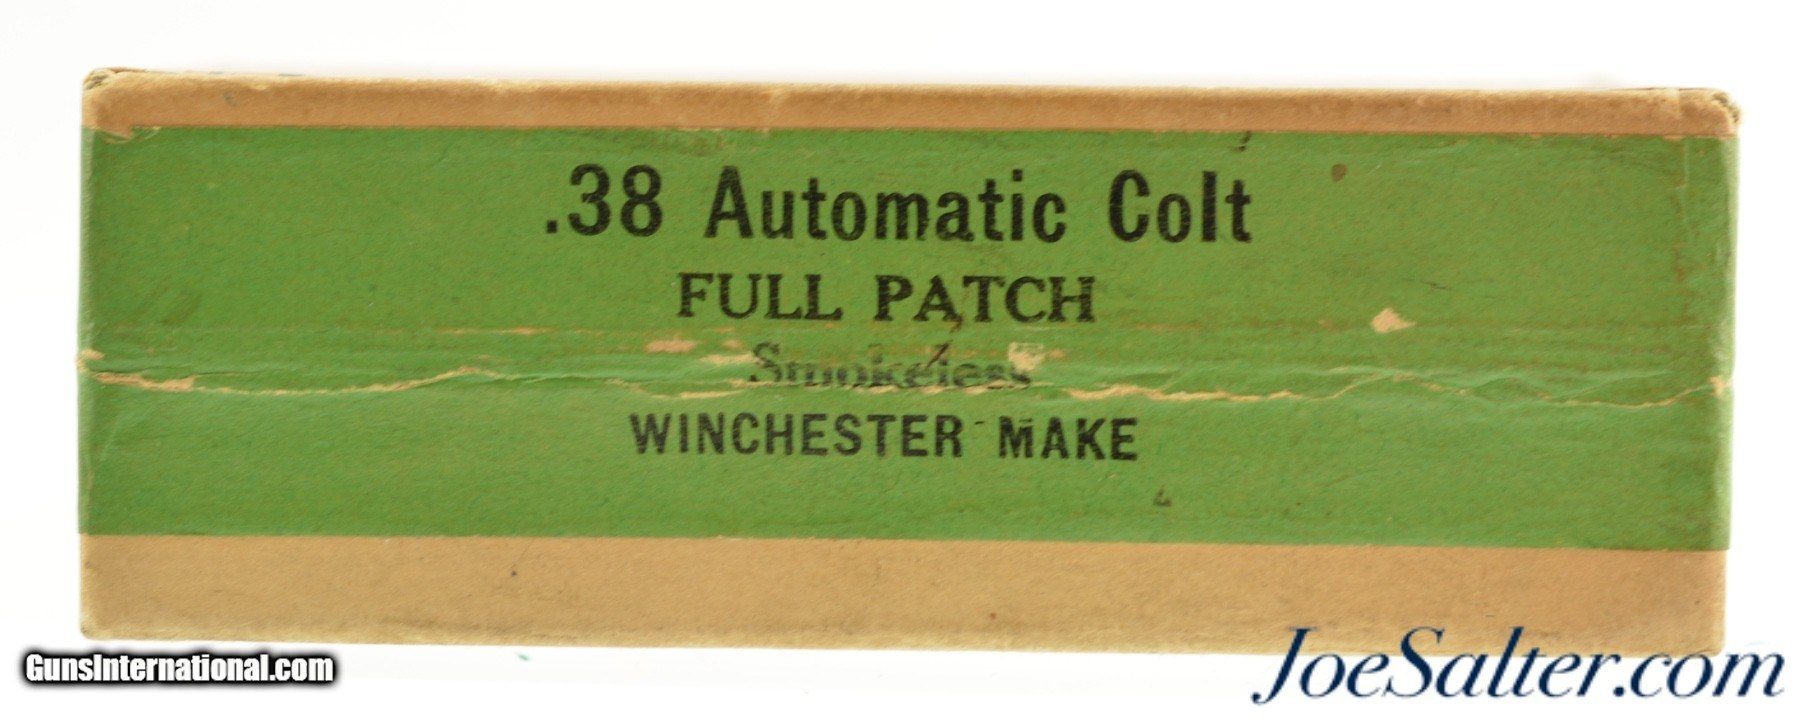 .38 Automatic Colt
FULL PATCH
Smokeless
WINCHESTER MAKE
GunsInternational.com
JoeSalter.com